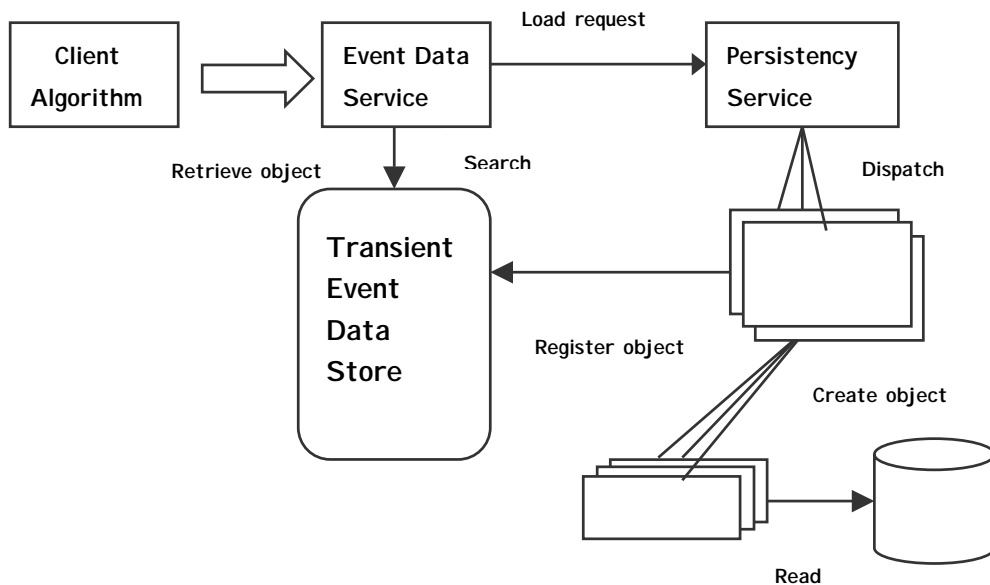 Load request
Client
Algorithm
Event Data
Service
Persistency
Service
Retrieve object
Search
Dispatch
Transient
Event
Data
Store
Register object
Create object
Read